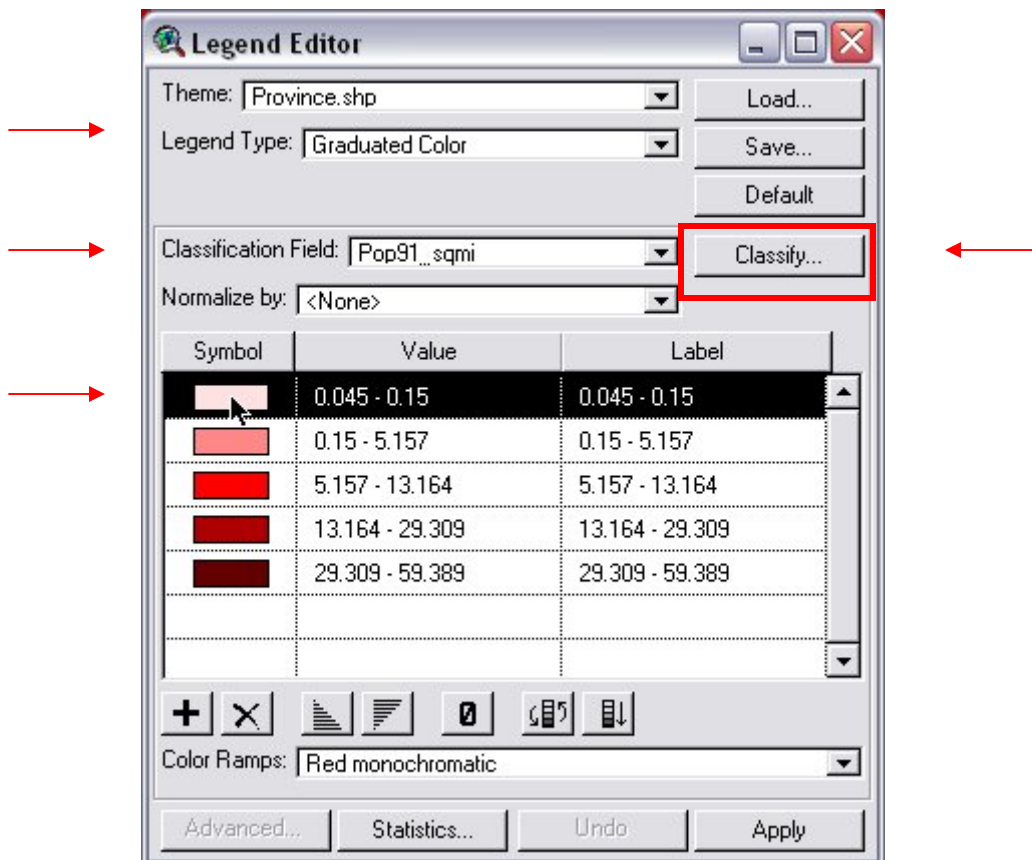 Legend Editor
Theme: Province.shp
Load...
Legend Type: Graduated Color
Save...
Default
Classification Field: Pop91_sqmi
Classify...
Normalize by: <None>
Symbol Value Label
0.045 - 0.15 0.045 - 0.15
0.15 - 5.157 0.15 - 5.157
5.157 - 13.164 5.157 - 13.164
13.164 - 29.309 13.164 - 29.309
29.309 - 59.389 29.309 - 59.389
0
Color Ramps: Red monochromatic
Advanced... Statistics... Undo Apply